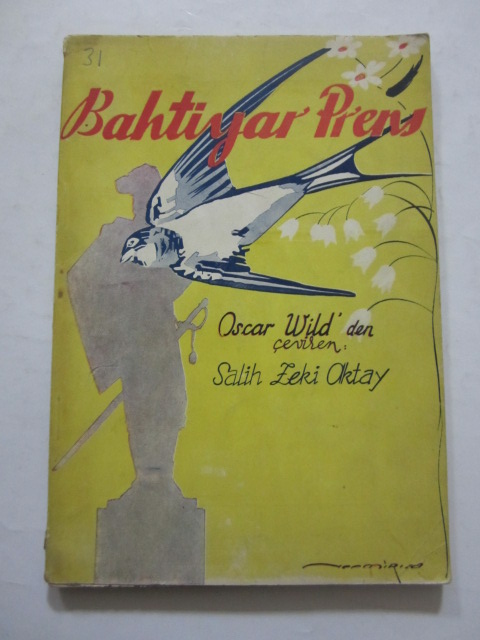 31
Bahtiyar Prens
Oscar Wild' den
çeviren:
Salih Zeki Oktay